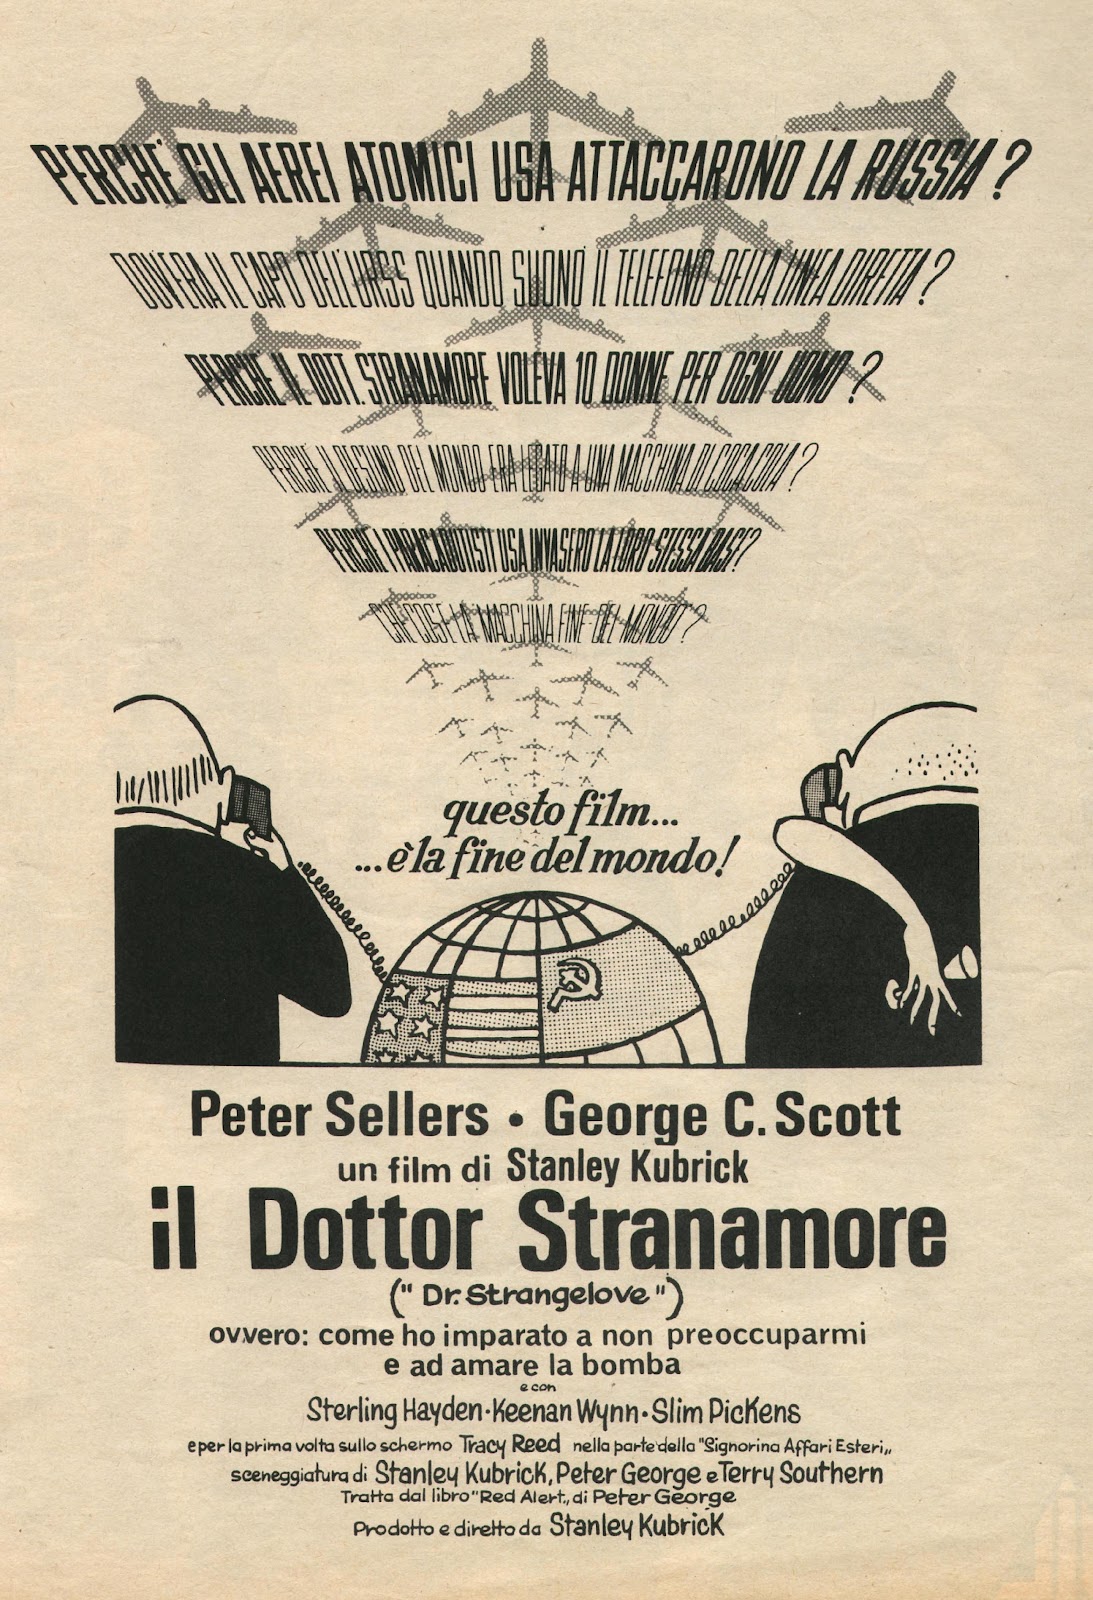 PERCHE' GLI AEREI ATOMICI USA ATTACCARONO LA RUSSIA?
DOV'ERA IL CAPO DELL'URSS QUANDO SUONO' IL TELEFONO DELLA LINEA DIRETTA?
PERCHE' IL DOTT. STRANAMORE VOLEVA 10 DONNE PER OGNI UOMO?
PERCHE' IL DESTINO DEL MONDO ERA LEGATO A UNA MACCHINA DI COCA COLA?
PERCHE' I PARACADUTISTI USA INVASERO LA LORO STESSA BASE?
CHE COS'E' LA "MACCHINA FINE DEL MONDO"?
questo film...
...è la fine del mondo!
Peter Sellers • George C. Scott
un film di Stanley Kubrick
il Dottor Stranamore
("Dr. Strangelove")
ovvero: come ho imparato a non preoccuparmi
e ad amare la bomba
e con
Sterling Hayden • Keenan Wynn • Slim Pickens
e per la prima volta sullo schermo Tracy Reed nella parte della "Signorina Affari Esteri„
sceneggiatura di Stanley Kubrick, Peter George e Terry Southern
Tratta dal libro "Red Alert„ di Peter George
Prodotto e diretto da Stanley Kubrick